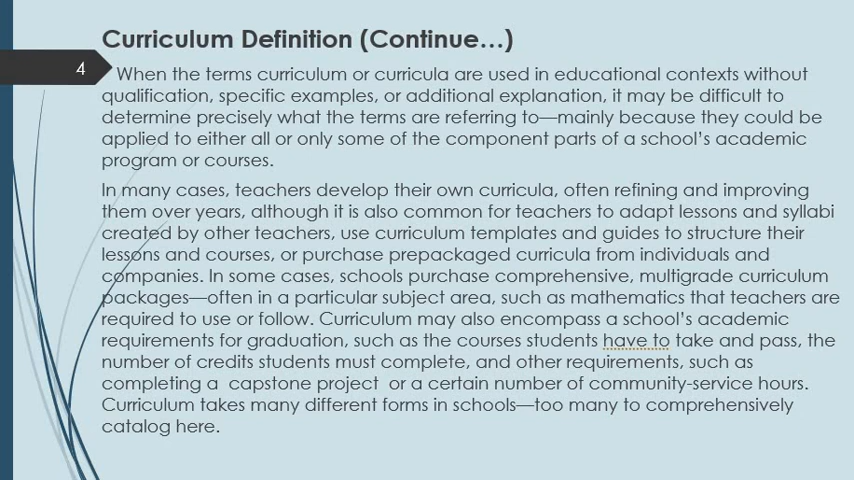 Curriculum Definition (Continue...)
4
When the terms curriculum or curricula are used in educational contexts without
qualification, specific examples, or additional explanation, it may be difficult to
determine precisely what the terms are referring to—mainly because they could be
applied to either all or only some of the component parts of a school's academic
program or courses.
In many cases, teachers develop their own curricula, often refining and improving
them over years, although it is also common for teachers to adapt lessons and syllabi
created by other teachers, use curriculum templates and guides to structure their
lessons and courses, or purchase prepackaged curricula from individuals and
companies. In some cases, schools purchase comprehensive, multigrade curriculum
packages—often in a particular subject area, such as mathematics that teachers are
required to use or follow. Curriculum may also encompass a school's academic
requirements for graduation, such as the courses students have to take and pass, the
number of credits students must complete, and other requirements, such as
completing a  capstone project  or a certain number of community-service hours.
Curriculum takes many different forms in schools—too many to comprehensively
catalog here.